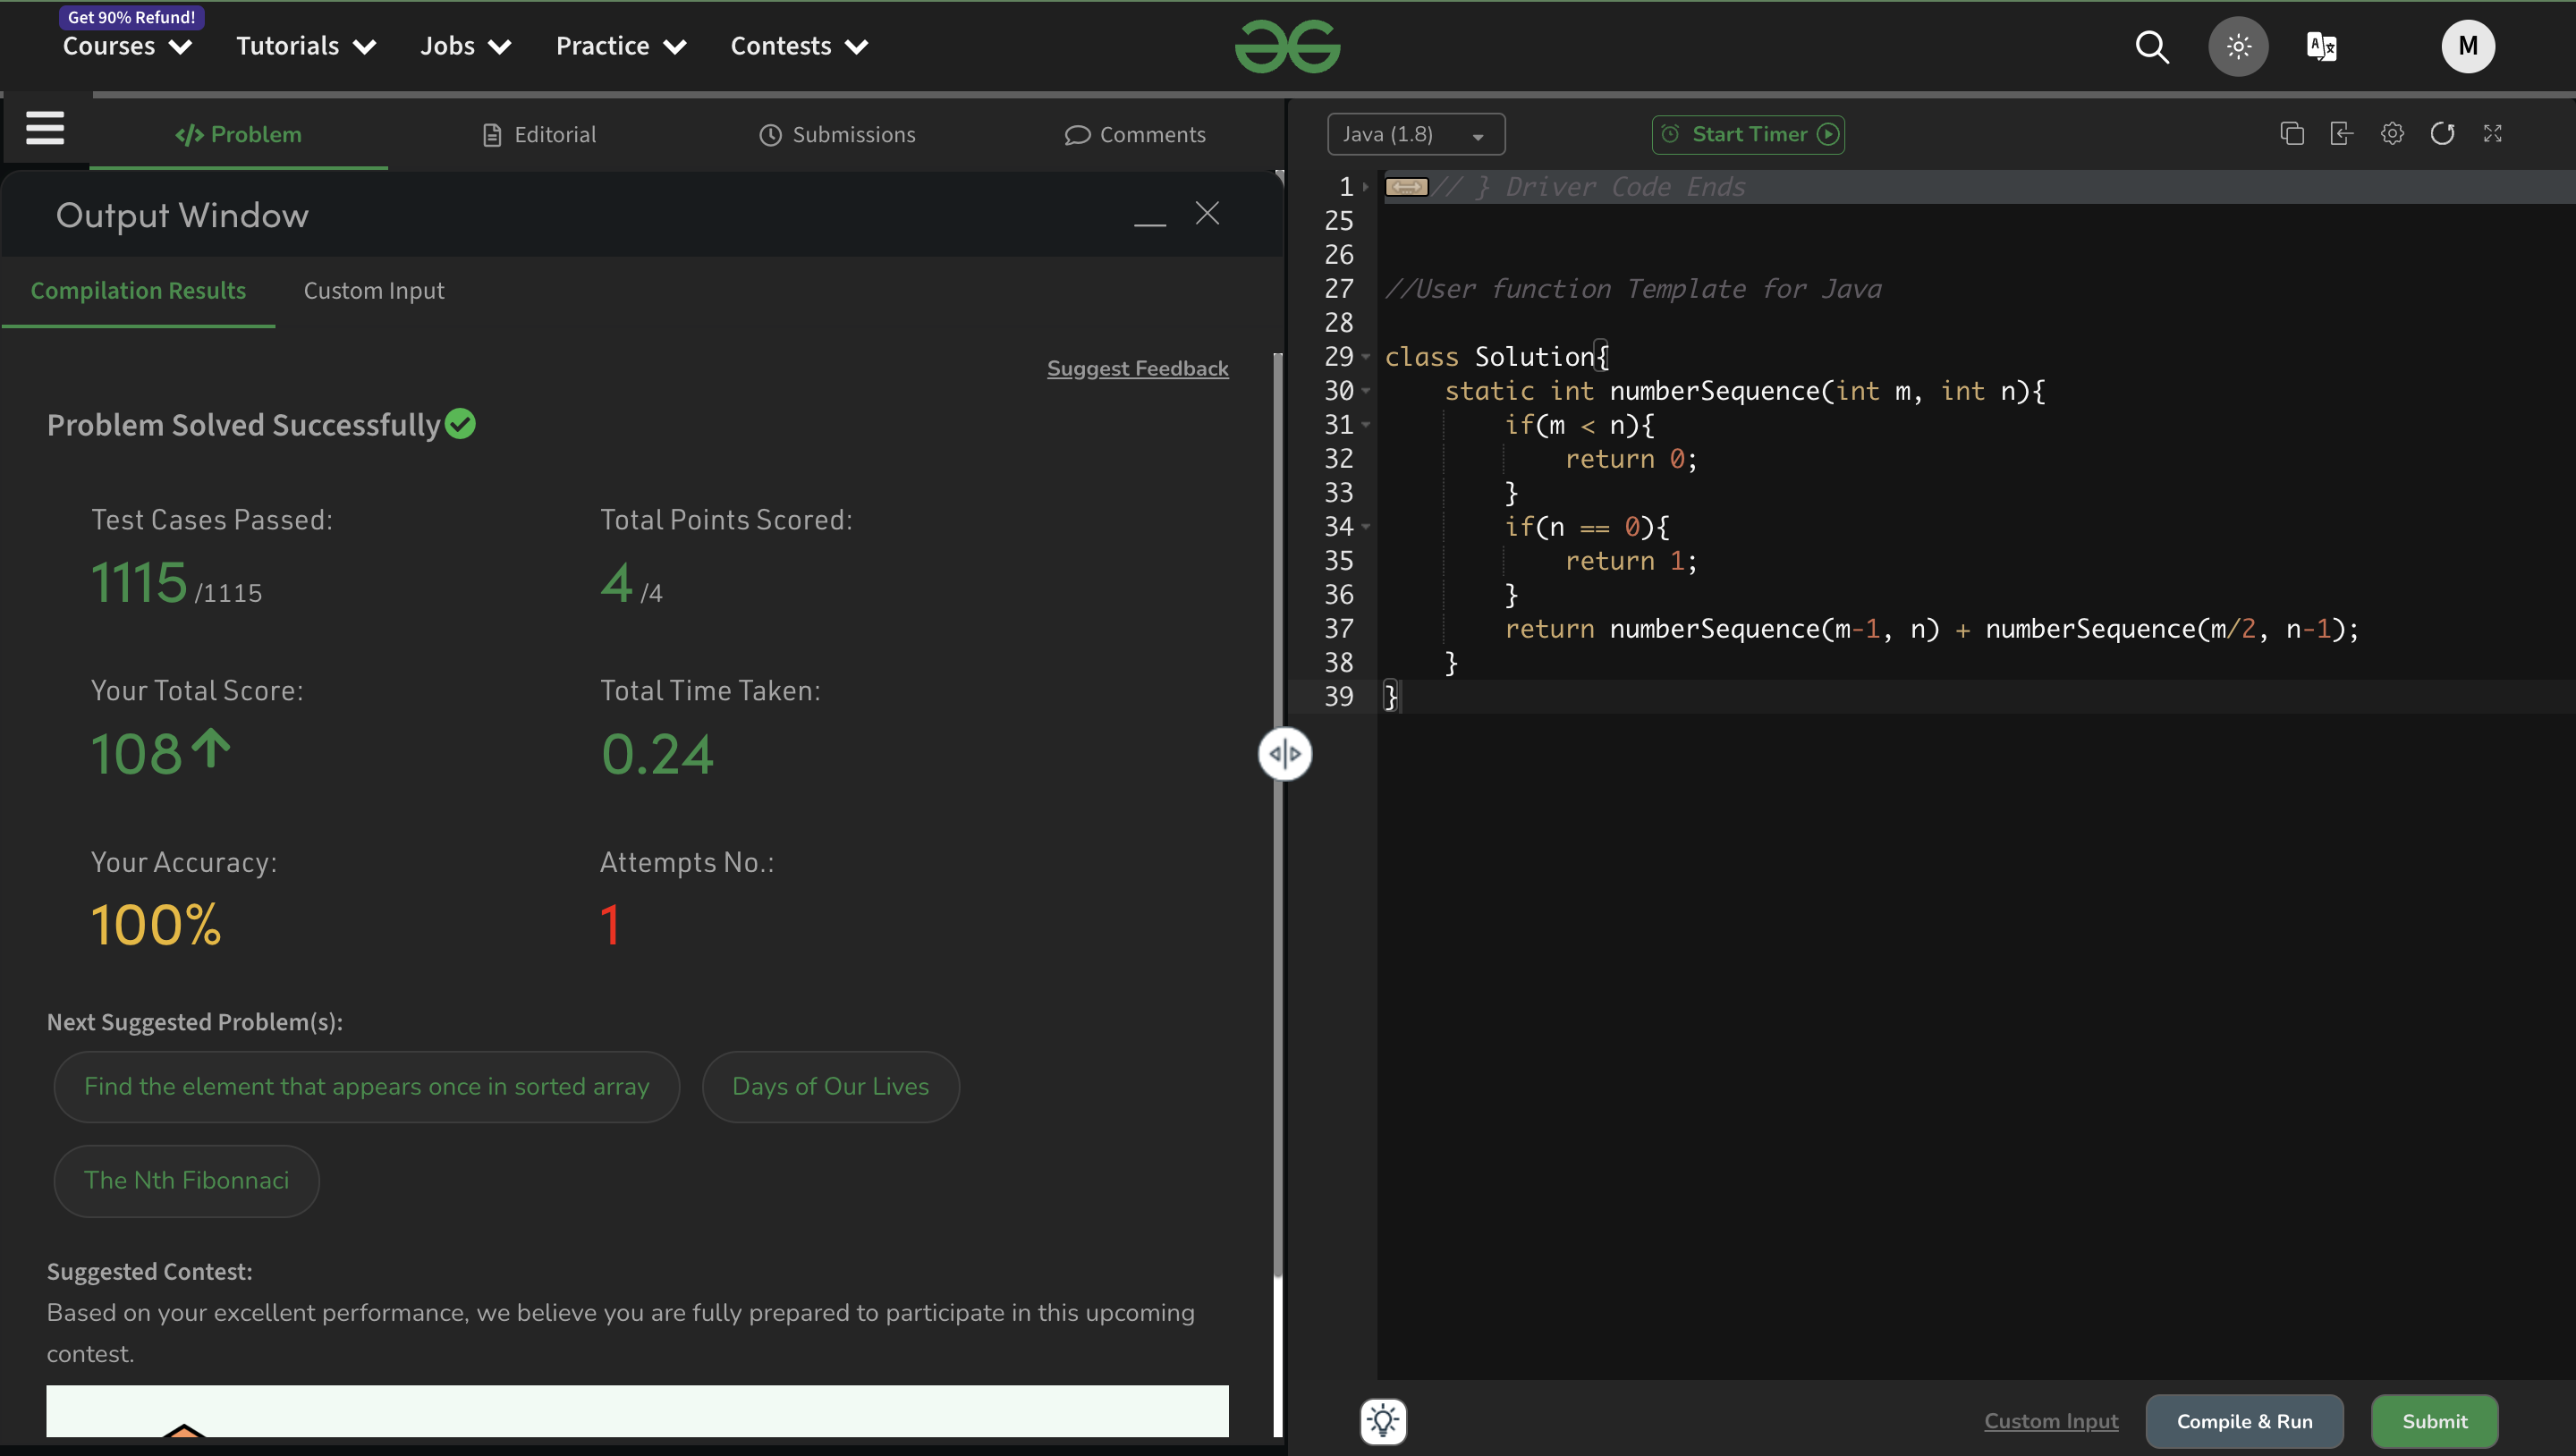 Get 90% Refund!
Courses Tutorials Jobs Practice Contests
M
Problem Editorial Submissions Comments
Output Window
Compilation Results Custom Input
Suggest Feedback
Problem Solved Successfully
Test Cases Passed: Total Points Scored:
1115 /1115 4 /4
Your Total Score: Total Time Taken:
108 0.24
Your Accuracy: Attempts No.:
100% 1
Next Suggested Problem(s):
Find the element that appears once in sorted array Days of Our Lives
The Nth Fibonnaci
Suggested Contest:
Based on your excellent performance, we believe you are fully prepared to participate in this upcoming
contest.
Java (1.8) Start Timer
1 // } Driver Code Ends
25
26
27 //User function Template for Java
28
29 class Solution{
30 static int numberSequence(int m, int n){
31 if(m < n){
32 return 0;
33 }
34 if(n == 0){
35 return 1;
36 }
37 return numberSequence(m-1, n) + numberSequence(m/2, n-1);
38 }
39 }
Custom Input Compile & Run Submit